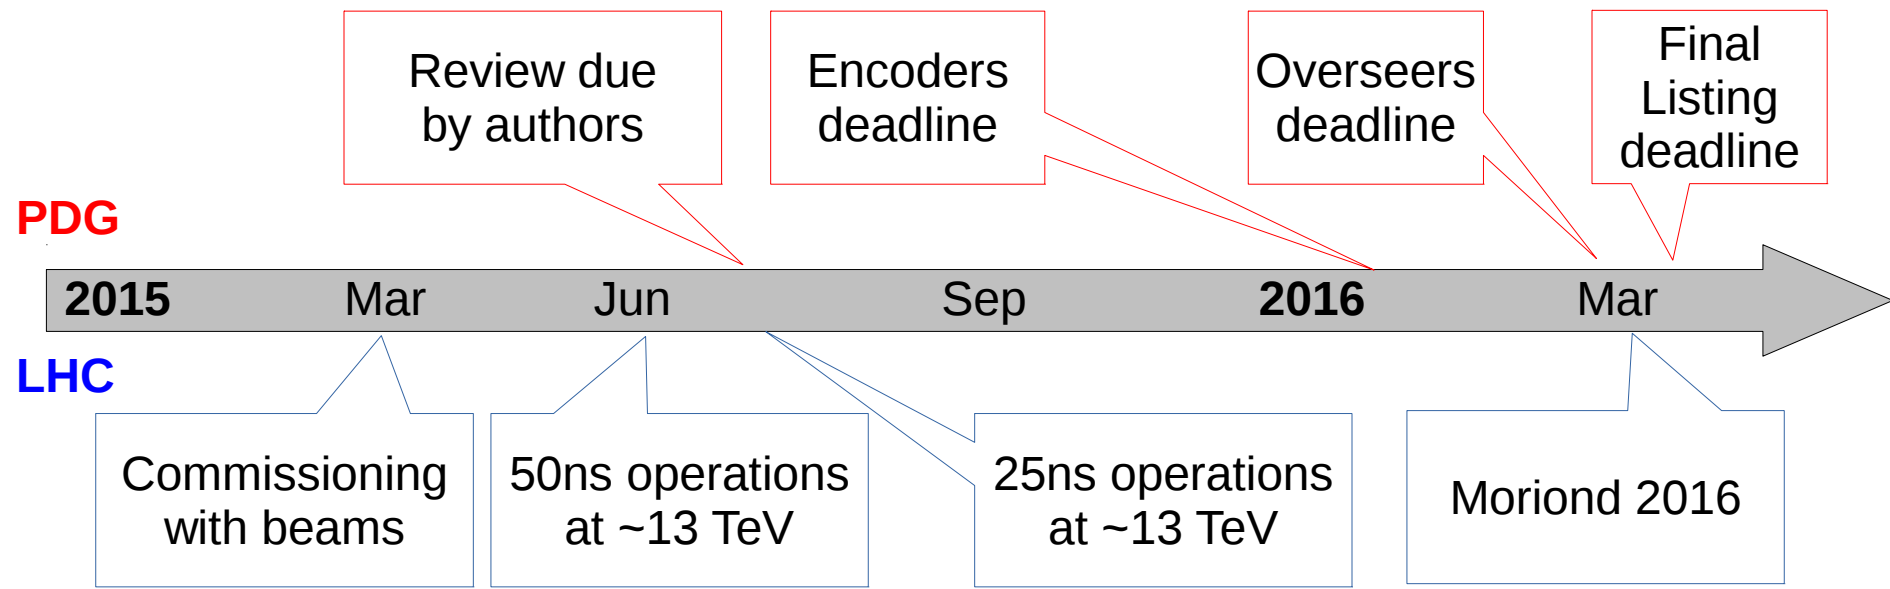 Review due
by authors
Encoders
deadline
Overseers
deadline
Final
Listing
deadline
PDG
2015 Mar Jun Sep 2016 Mar
LHC
Commissioning
with beams
50ns operations
at ~13 TeV
25ns operations
at ~13 TeV
Moriond 2016